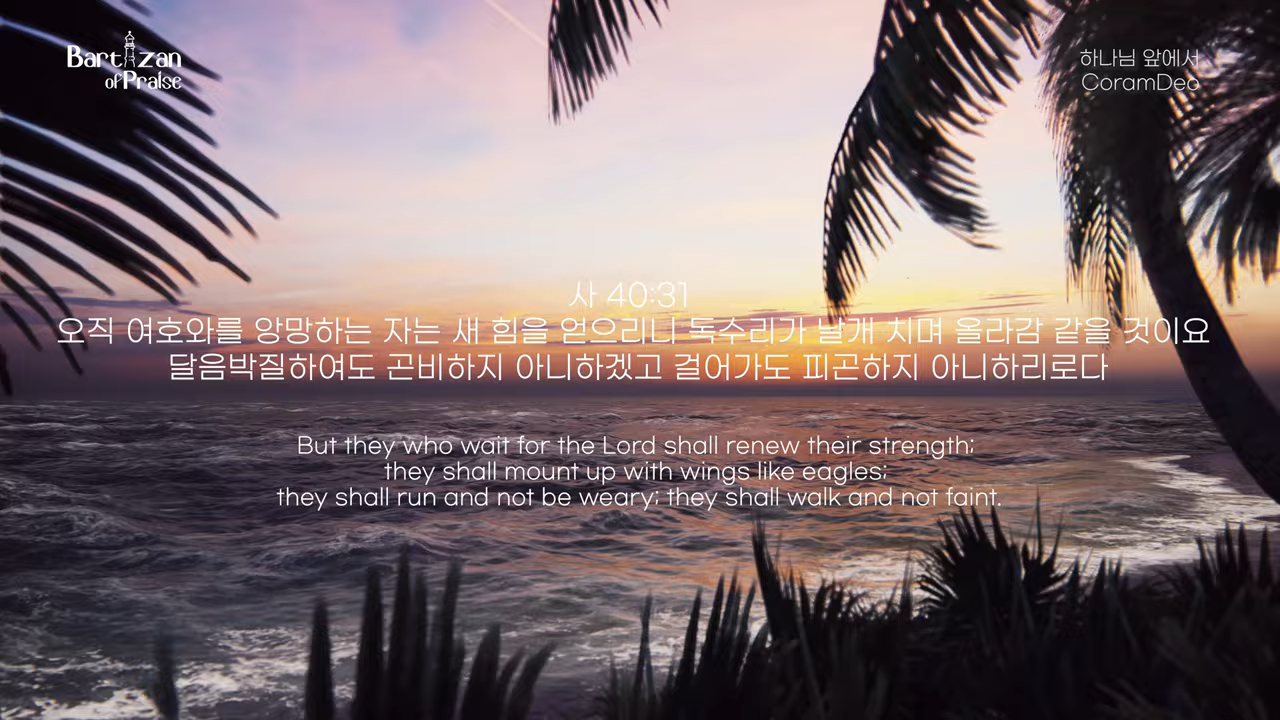 Bartizan
of Praise
하나님 앞에서
CoramDeo
사 40:31
오직 여호와를 앙망하는 자는 새 힘을 얻으리니 독수리가 날개 치며 올라감 같을 것이요
달음박질하여도 곤비하지 아니하겠고 걸어가도 피곤하지 아니하리로다
But they who wait for the Lord shall renew their strength;
they shall mount up with wings like eagles;
they shall run and not be weary; they shall walk and not faint.